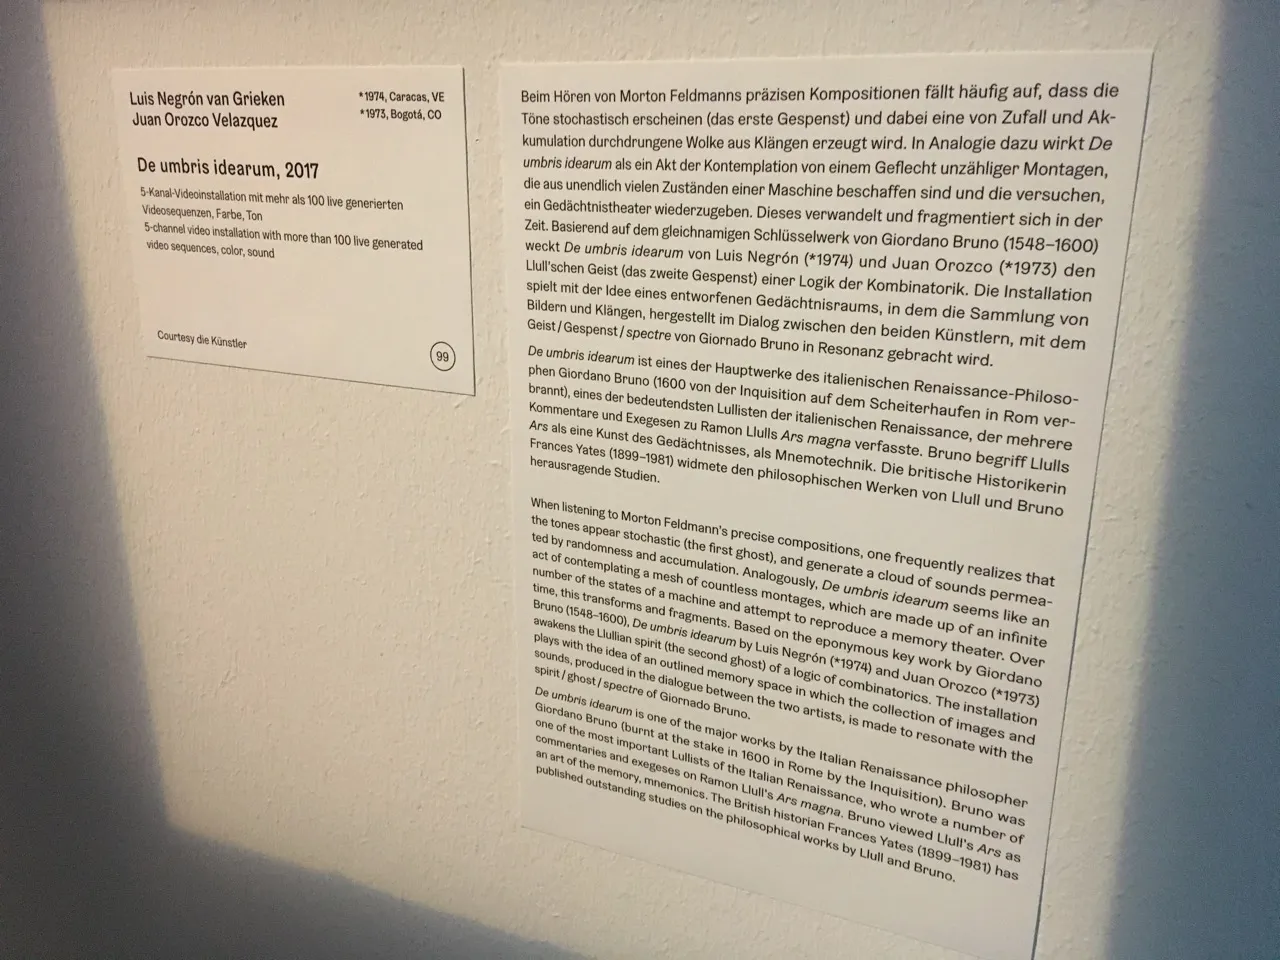 Luis Negrón van Grieken *1974, Caracas, VE
Juan Orozco Velazquez *1973, Bogotá, CO
De umbris idearum, 2017
5-Kanal-Videoinstallation mit mehr als 100 live generierten
Videosequenzen, Farbe, Ton
5-channel video installation with more than 100 live generated
video sequences, color, sound
Courtesy die Künstler
99
Beim Hören von Morton Feldmanns präzisen Kompositionen fällt häufig auf, dass die
Töne stochastisch erscheinen (das erste Gespenst) und dabei eine von Zufall und Ak-
kumulation durchdrungene Wolke aus Klängen erzeugt wird. In Analogie dazu wirkt De
umbris idearum als ein Akt der Kontemplation von einem Geflecht unzähliger Montagen,
die aus unendlich vielen Zuständen einer Maschine beschaffen sind und die versuchen,
ein Gedächtnistheater wiederzugeben. Dieses verwandelt und fragmentiert sich in der
Zeit. Basierend auf dem gleichnamigen Schlüsselwerk von Giordano Bruno (1548–1600)
weckt De umbris idearum von Luis Negrón (*1974) und Juan Orozco (*1973) den
Llull'schen Geist (das zweite Gespenst) einer Logik der Kombinatorik. Die Installation
spielt mit der Idee eines entworfenen Gedächtnisraums, in dem die Sammlung von
Bildern und Klängen, hergestellt im Dialog zwischen den beiden Künstlern, mit dem
Geist / Gespenst / spectre von Giornado Bruno in Resonanz gebracht wird.
De umbris idearum ist eines der Hauptwerke des italienischen Renaissance-Philoso-
phen Giordano Bruno (1600 von der Inquisition auf dem Scheiterhaufen in Rom ver-
brannt), eines der bedeutendsten Lullisten der italienischen Renaissance, der mehrere
Kommentare und Exegesen zu Ramon Llulls Ars magna verfasste. Bruno begriff Llulls
Ars als eine Kunst des Gedächtnisses, als Mnemotechnik. Die britische Historikerin
Frances Yates (1899–1981) widmete den philosophischen Werken von Llull und Bruno
herausragende Studien.
When listening to Morton Feldmann's precise compositions, one frequently realizes that
the tones appear stochastic (the first ghost), and generate a cloud of sounds permea-
ted by randomness and accumulation. Analogously, De umbris idearum seems like an
act of contemplating a mesh of countless montages, which are made up of an infinite
number of the states of a machine and attempt to reproduce a memory theater. Over
time, this transforms and fragments. Based on the eponymous key work by Giordano
Bruno (1548–1600), De umbris idearum by Luis Negrón (*1974) and Juan Orozco (*1973)
awakens the Llullian spirit (the second ghost) of a logic of combinatorics. The installation
plays with the idea of an outlined memory space in which the collection of images and
sounds, produced in the dialogue between the two artists, is made to resonate with the
spirit / ghost / spectre of Giornado Bruno.
De umbris idearum is one of the major works by the Italian Renaissance philosopher
Giordano Bruno (burnt at the stake in 1600 in Rome by the Inquisition). Bruno was
one of the most important Lullists of the Italian Renaissance, who wrote a number of
commentaries and exegeses on Ramon Llull's Ars magna. Bruno viewed Llull's Ars as
an art of the memory, mnemonics. The British historian Frances Yates (1899–1981) has
published outstanding studies on the philosophical works by Llull and Bruno.